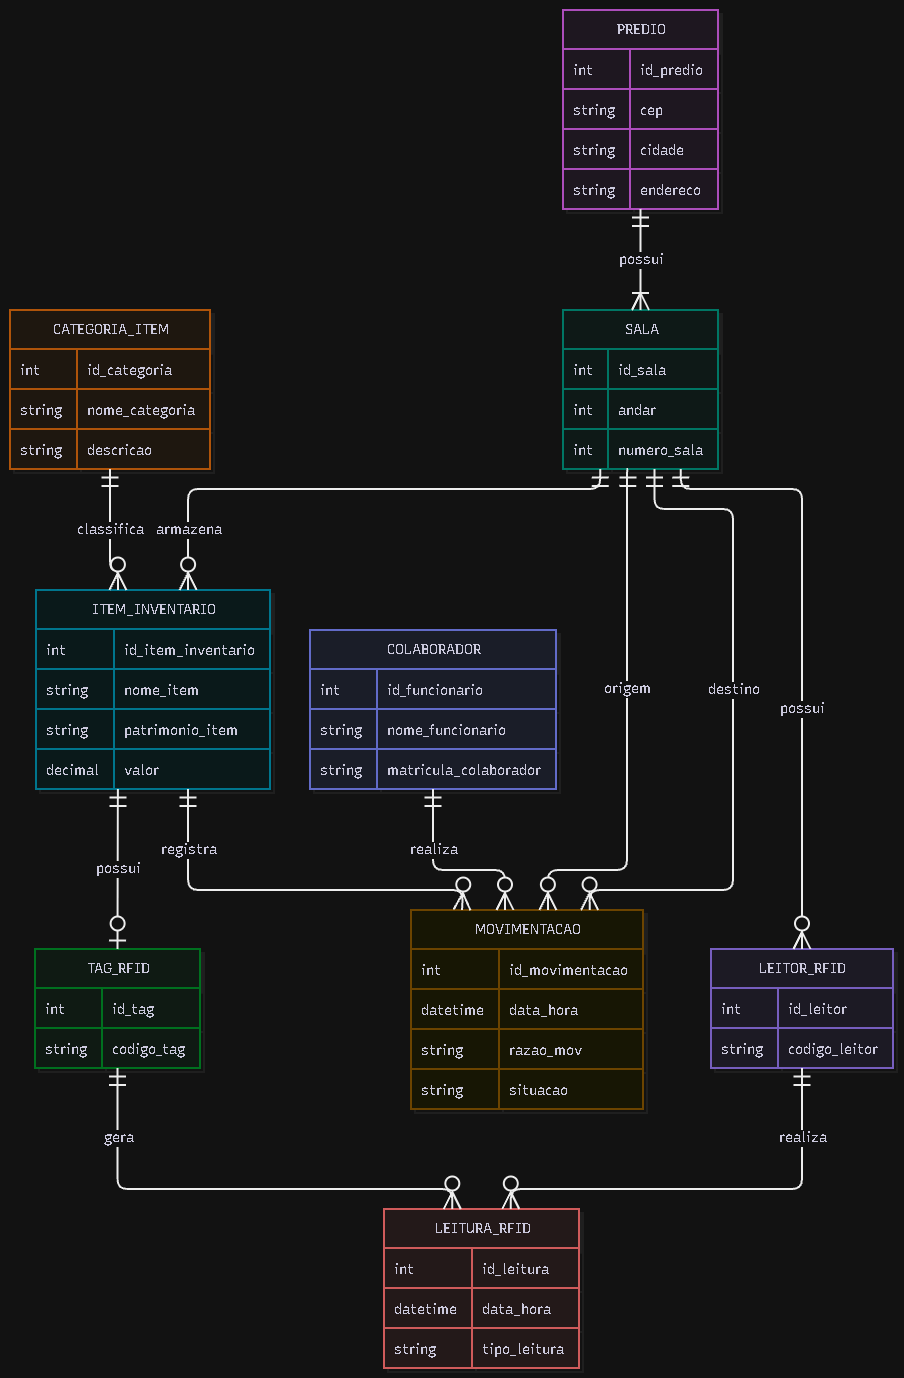 PREDIO
int id_predio
string cep
string cidade
string endereco
possui
CATEGORIA_ITEM
int id_categoria
string nome_categoria
string descricao
SALA
int id_sala
int andar
int numero_sala
classifica
armazena
ITEM_INVENTARIO
int id_item_inventario
string nome_item
string patrimonio_item
decimal valor
COLABORADOR
int id_funcionario
string nome_funcionario
string matricula_colaborador
origem
destino
possui
registra
realiza
possui
TAG_RFID
int id_tag
string codigo_tag
MOVIMENTACAO
int id_movimentacao
datetime data_hora
string razao_mov
string situacao
LEITOR_RFID
int id_leitor
string codigo_leitor
gera
realiza
LEITURA_RFID
int id_leitura
datetime data_hora
string tipo_leitura